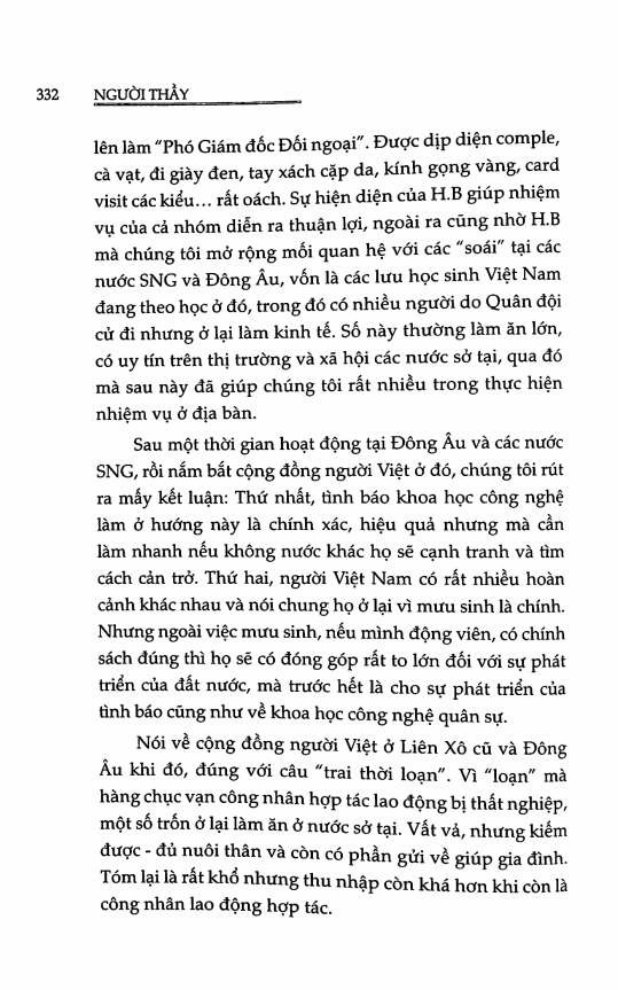 332 NGƯỜI THẦY
lên làm "Phó Giám đốc Đối ngoại". Được dịp diện comple,
cà vạt, đi giày đen, tay xách cặp da, kính gọng vàng, card
visit các kiểu... rất oách. Sự hiện diện của H.B giúp nhiệm
vụ của cả nhóm diễn ra thuận lợi, ngoài ra cũng nhờ H.B
mà chúng tôi mở rộng mối quan hệ với các "soái" tại các
nước SNG và Đông Âu, vốn là các lưu học sinh Việt Nam
đang theo học ở đó, trong đó có nhiều người do Quân đội
cử đi nhưng ở lại làm kinh tế. Số này thường làm ăn lớn,
có uy tín trên thị trường và xã hội các nước sở tại, qua đó
mà sau này đã giúp chúng tôi rất nhiều trong thực hiện
nhiệm vụ ở địa bàn.
Sau một thời gian hoạt động tại Đông Âu và các nước
SNG, rồi nắm bắt cộng đồng người Việt ở đó, chúng tôi rút
ra mấy kết luận: Thứ nhất, tình báo khoa học công nghệ
làm ở hướng này là chính xác, hiệu quả nhưng mà cần
làm nhanh nếu không nước khác họ sẽ cạnh tranh và tìm
cách cản trở. Thứ hai, người Việt Nam có rất nhiều hoàn
cảnh khác nhau và nói chung họ ở lại vì mưu sinh là chính.
Nhưng ngoài việc mưu sinh, nếu mình động viên, có chính
sách đúng thì họ sẽ có đóng góp rất to lớn đối với sự phát
triển của đất nước, mà trước hết là cho sự phát triển của
tình báo cũng như về khoa học công nghệ quân sự.
Nói về cộng đồng người Việt ở Liên Xô cũ và Đông
Âu khi đó, đúng với câu "trai thời loạn". Vì "loạn" mà
hàng chục vạn công nhân hợp tác lao động bị thất nghiệp,
một số trốn ở lại làm ăn ở nước sở tại. Vất vả, nhưng kiếm
được - đủ nuôi thân và còn có phần gửi về giúp gia đình.
Tóm lại là rất khổ nhưng thu nhập còn khá hơn khi còn là
công nhân lao động hợp tác.